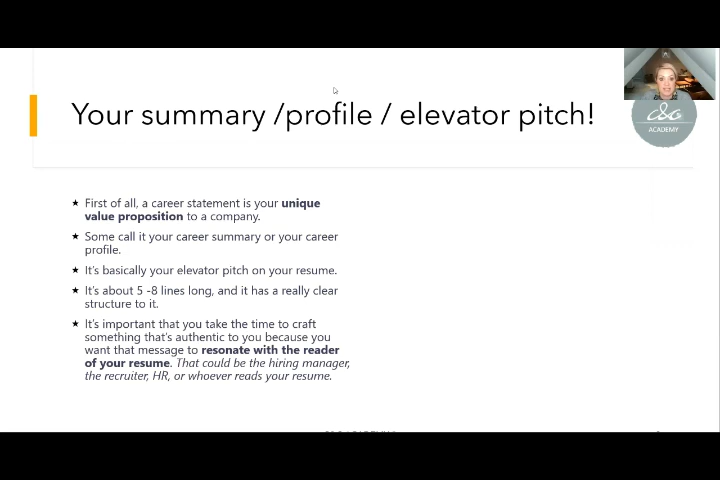 Your summary /profile / elevator pitch!
ACADEMY
★ First of all, a career statement is your unique
value proposition to a company.
★ Some call it your career summary or your career
profile.
★ It's basically your elevator pitch on your resume.
★ It's about 5 -8 lines long, and it has a really clear
structure to it.
★ It's important that you take the time to craft
something that's authentic to you because you
want that message to resonate with the reader
of your resume. That could be the hiring manager,
the recruiter, HR, or whoever reads your resume.